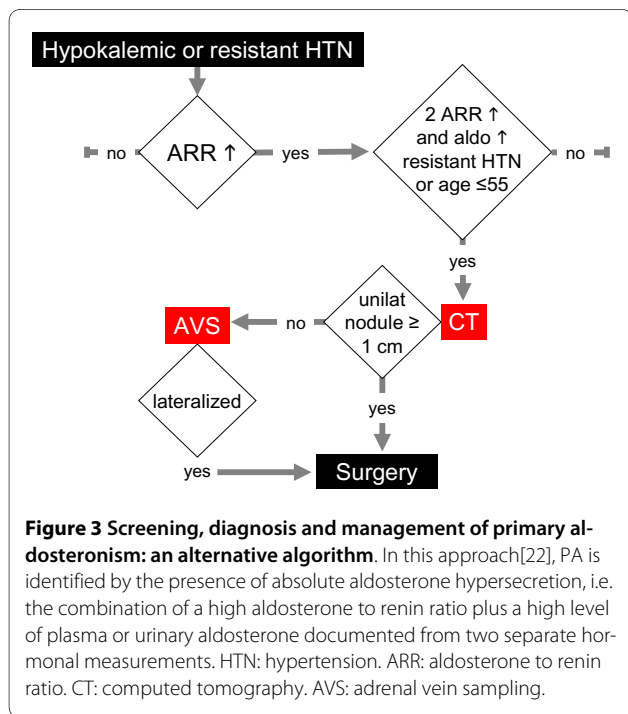 Hypokalemic or resistant HTN
no
ARR ↑
yes
2 ARR ↑
and aldo ↑
resistant HTN
or age ≤55
no
yes
AVS
no
unilat
nodule ≥
1 cm
CT
lateralized
yes
yes
Surgery
Figure 3 Screening, diagnosis and management of primary al-
dosteronism: an alternative algorithm. In this approach[22], PA is
identified by the presence of absolute aldosterone hypersecretion, i.e.
the combination of a high aldosterone to renin ratio plus a high level
of plasma or urinary aldosterone documented from two separate hor-
monal measurements. HTN: hypertension. ARR: aldosterone to renin
ratio. CT: computed tomography. AVS: adrenal vein sampling.